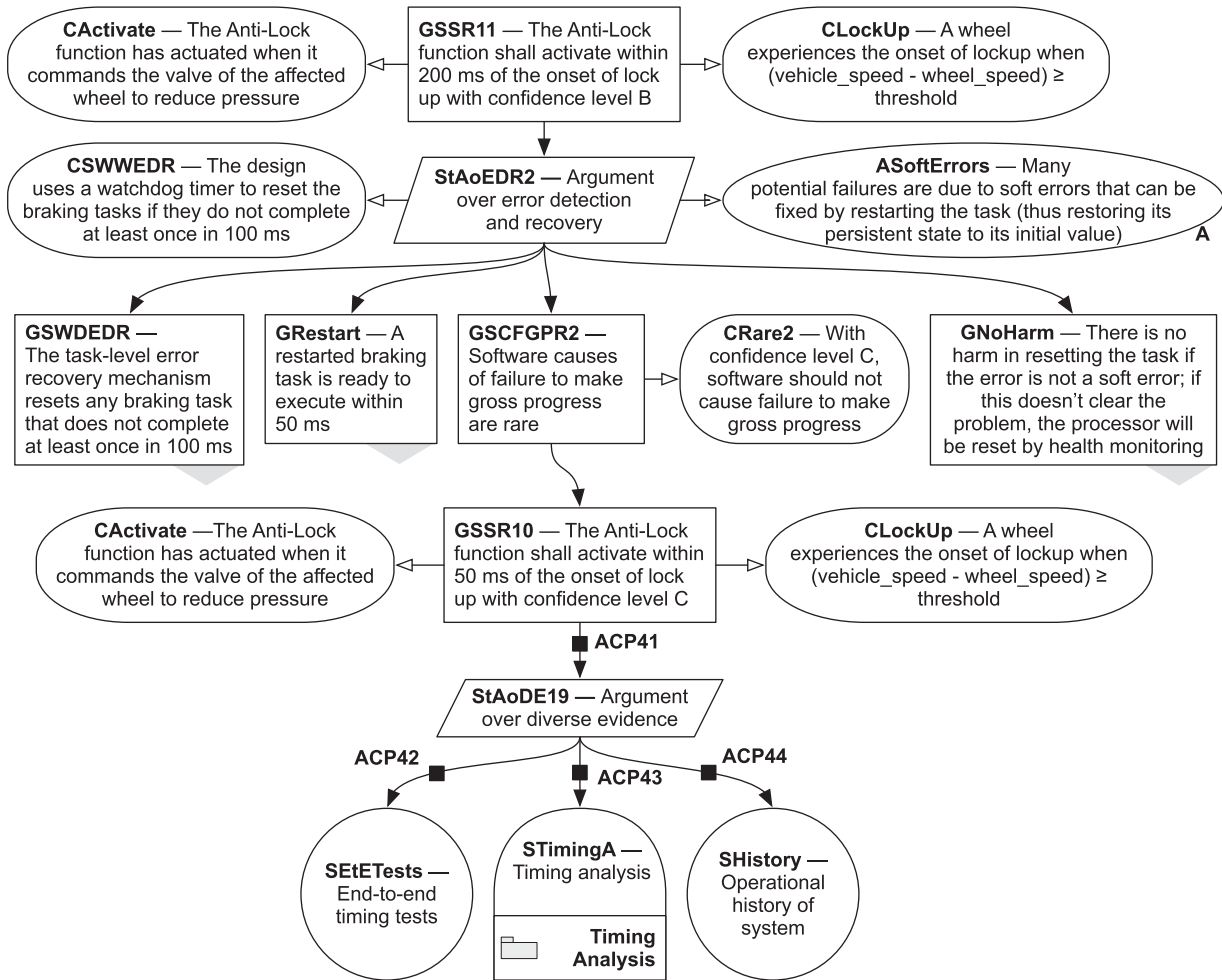 CActivate — The Anti-Lock
function has actuated when it
commands the valve of the affected
wheel to reduce pressure
GSSR11 — The Anti-Lock
function shall activate within
200 ms of the onset of lock
up with confidence level B
CLockUp — A wheel
experiences the onset of lockup when
(vehicle_speed - wheel_speed) ≥
threshold
CSWWEDR — The design
uses a watchdog timer to reset the
braking tasks if they do not complete
at least once in 100 ms
StAoEDR2 — Argument
over error detection
and recovery
ASoftErrors — Many
potential failures are due to soft errors that can be
fixed by restarting the task (thus restoring its
persistent state to its initial value)
A
GSWDEDR —
The task-level error
recovery mechanism
resets any braking task
that does not complete
at least once in 100 ms
GRestart — A
restarted braking
task is ready to
execute within
50 ms
GSCFGPR2 —
Software causes
of failure to make
gross progress
are rare
CRare2 — With
confidence level C,
software should not
cause failure to make
gross progress
GNoHarm — There is no
harm in resetting the task if
the error is not a soft error; if
this doesn't clear the
problem, the processor will
be reset by health monitoring
CActivate —The Anti-Lock
function has actuated when it
commands the valve of the affected
wheel to reduce pressure
GSSR10 — The Anti-Lock
function shall activate within
50 ms of the onset of lock
up with confidence level C
CLockUp — A wheel
experiences the onset of lockup when
(vehicle_speed - wheel_speed) ≥
threshold
ACP41
StAoDE19 — Argument
over diverse evidence
ACP42
ACP43
ACP44
SEtETests —
End-to-end
timing tests
STimingA —
Timing analysis
Timing
Analysis
SHistory —
Operational
history of
system